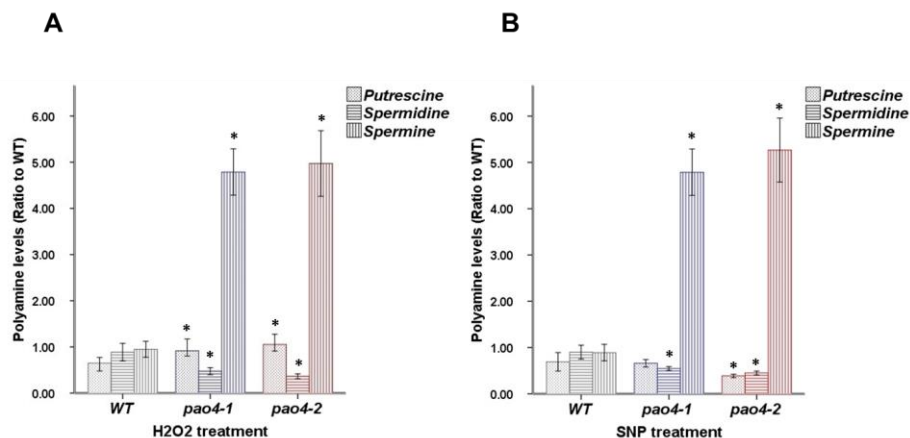 A
B
Putrescine
Spermidine
Spermine
Polyamine levels (Ratio to WT)
6.00
5.00
4.00
3.00
2.00
1.00
0.00
*
*
*
*
*
*
WT
pao4-1
pao4-2
H2O2 treatment
Putrescine
Spermidine
Spermine
Polyamine levels (Ratio to WT)
6.00
5.00
4.00
3.00
2.00
1.00
0.00
*
*
*
*
*
WT
pao4-1
pao4-2
SNP treatment